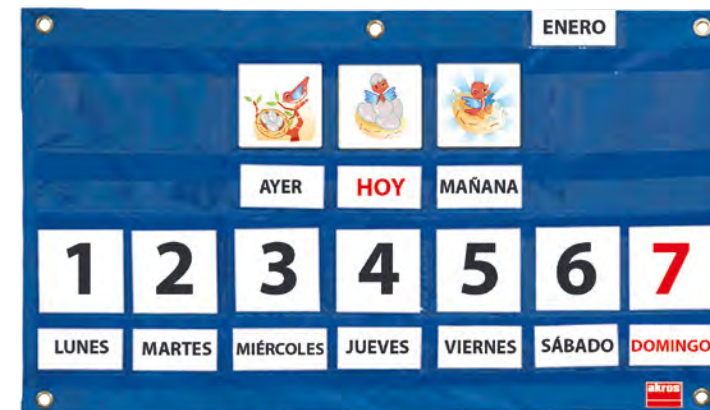 ENERO
AYER HOY MAÑANA
1 2 3 4 5 6 7
LUNES MARTES MIÉRCOLES JUEVES VIERNES SÁBADO DOMINGO
akros